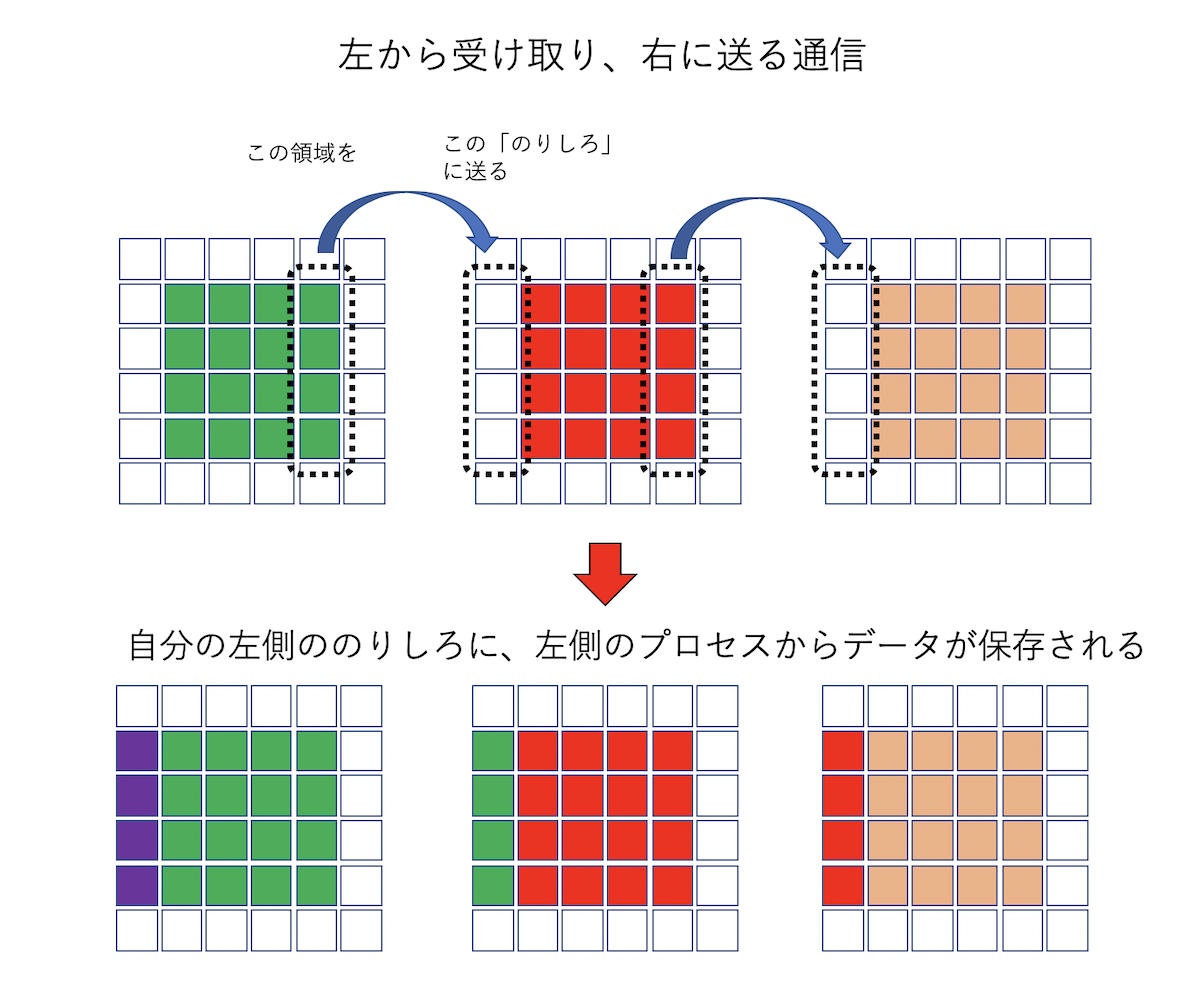 左から受け取り、右に送る通信
この領域を
この「のりしろ」
に送る
自分の左側ののりしろに、左側のプロセスからデータが保存される